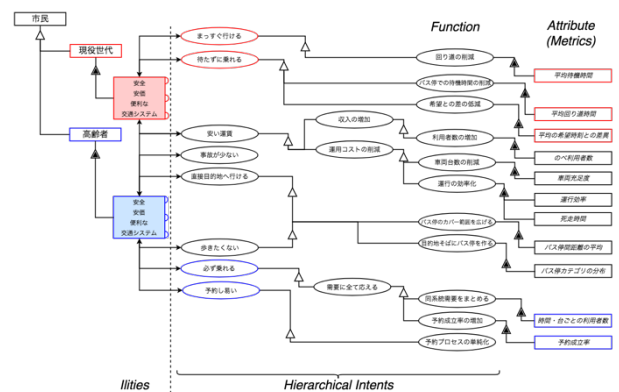 市民
Function
Attribute
(Metrics)
現役世代
まっすぐ行ける
待たずに乗れる
回り道の削減
平均待機時間
安全
安価
便利な
交通システム
バス停での待機時間の削減
希望との差の低減
平均回り道時間
平均の希望時刻との差異
高齢者
安い運賃
収入の増加
利用者数の増加
のべ利用者数
事故が少ない
運用コストの削減
車両台数の削減
車両充足度
直接目的地へ行ける
運行の効率化
運行効率
死走時間
安全
安価
便利な
交通システム
バス停のカバー範囲を広げる
目的地そばにバス停を作る
バス停間距離の平均
歩きたくない
バス停カテゴリの分布
必ず乗れる
予約し易い
需要に全て応える
同系統需要をまとめる
時間・台ごとの利用者数
予約成立率の増加
予約成立率
予約プロセスの単純化
Ilities
Hierarchical Intents